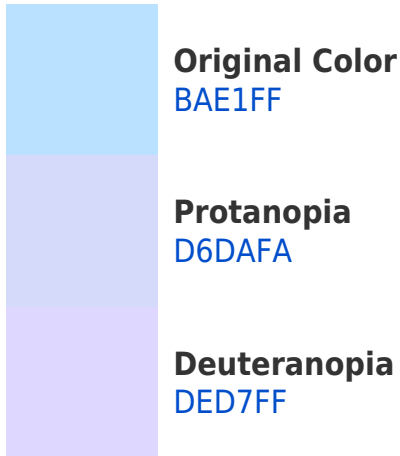 Original Color
BAE1FF
Protanopia
D6DAFA
Deuteranopia
DED7FF